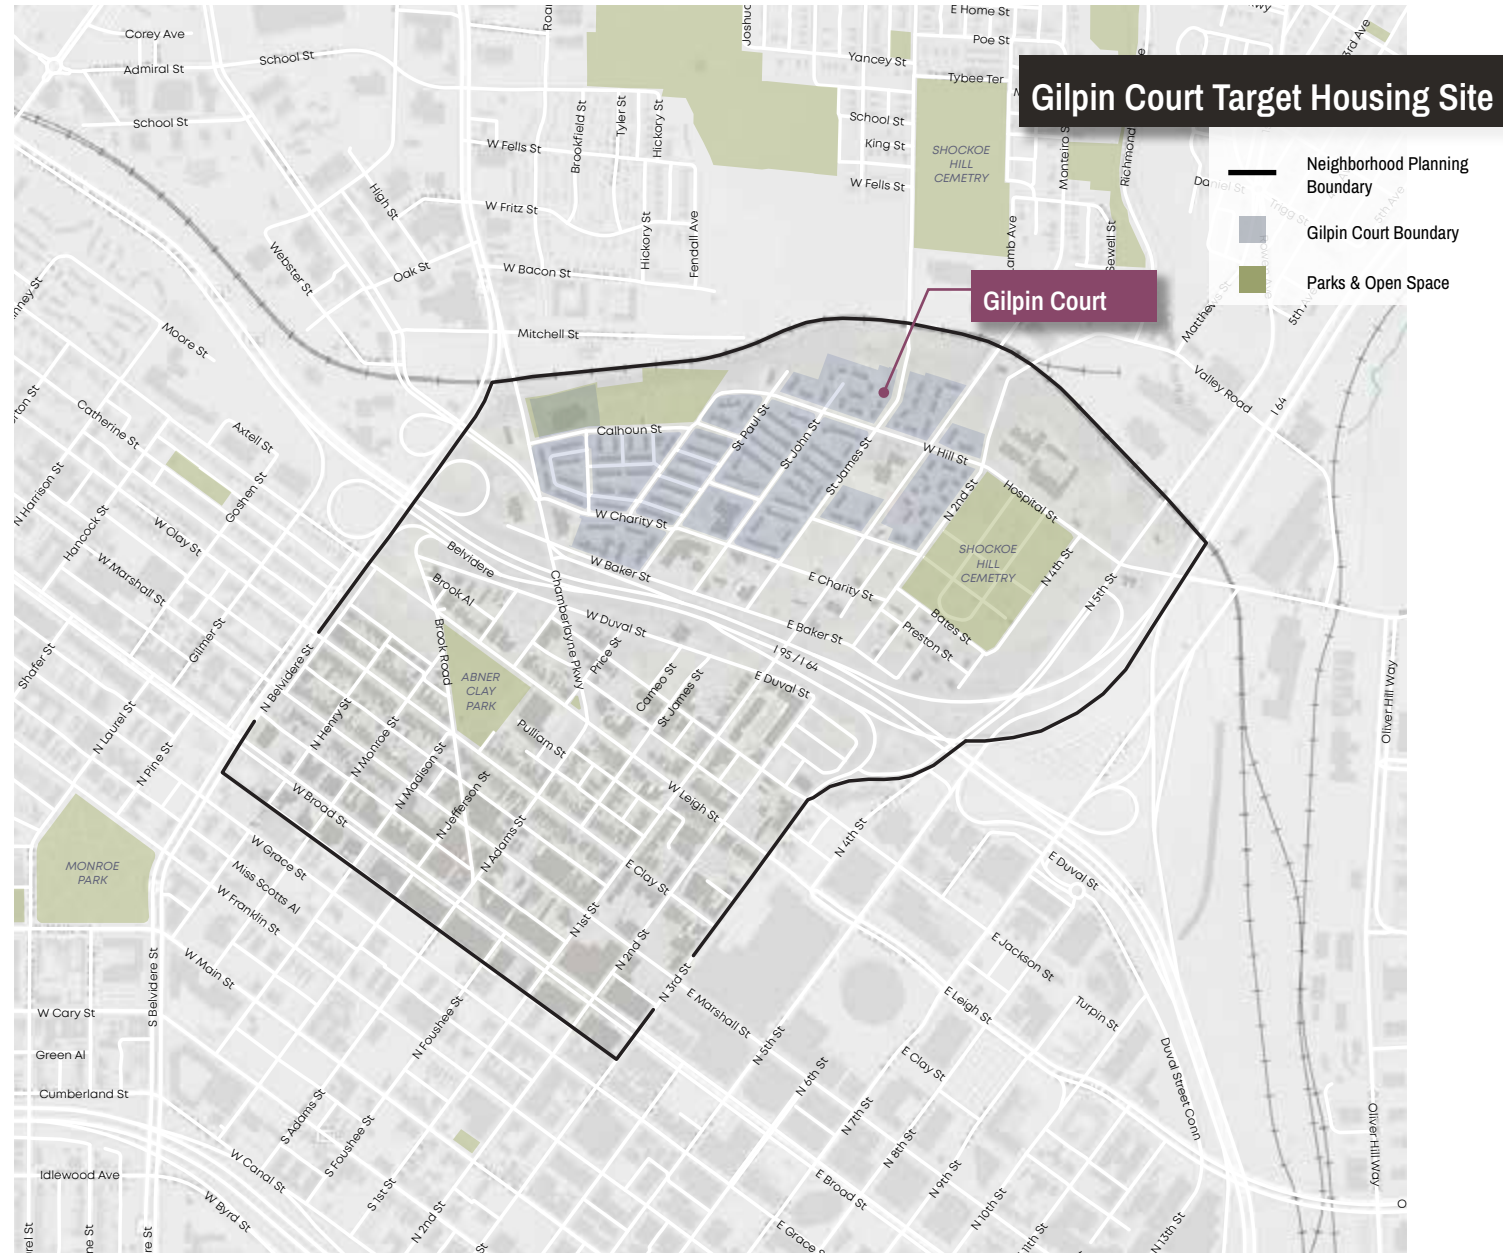 Gilpin Court Target Housing Site
Neighborhood Planning
Boundary
Gilpin Court Boundary
Parks & Open Space
Gilpin Court
Corey Ave
Admiral St
School St
School St
E Home St
Poe St
Yancey St
Tybee Ter
School St
King St
W Fells St
SHOCKOE
HILL
CEMETRY
Brookfield St
Tyler St
Hickory St
W Fells St
High St
W Fritz St
Hickory St
Fendall Ave
Webster St
Oak St
W Bacon St
Mitchell St
Monteiro S
Richmond
Daniel St
Trigg St
5th Ave
3rd Ave
Sewell St
Valley Road
I 64
Moore St
Catherine St
Axtell St
Goshen St
N Harrison St
Hancock St
W Clay St
W Marshall St
Gilmer St
Shafer St
N Laurel St
N Pine St
N Belvidere St
Calhoun St
St Paul St
St John St
St James St
W Hill St
Hospital St
N 2nd St
W Charity St
SHOCKOE
HILL
CEMETRY
N 4th St
N 5th St
Belvidere
Brook Al
W Baker St
E Charity St
Bates St
Preston St
Chamberlayne Pkwy
W Duval St
E Baker St
I 95 / I 64
E Duval St
Brook Road
Price St
Cameo St
St James St
ABNER
CLAY
PARK
Pulliam St
N Henry St
N Monroe St
N Madison St
N Jefferson St
N Adams St
W Leigh St
W Broad St
E Clay St
N 1st St
N 2nd St
N 3rd St
N 4th St
E Marshall St
MONROE
PARK
W Grace St
Miss Scotts Al
W Franklin St
W Main St
S Belvidere St
W Cary St
Green Al
Cumberland St
Idlewood Ave
N Foushee St
S Adams St
S Foushee St
W Canal St
W Byrd St
S 1st St
N 2nd St
N 5th St
N 6th St
N 7th St
N 8th St
N 9th St
N 10th St
11th St
N 13th St
E Broad St
E Grace S
E Clay St
E Leigh St
E Jackson St
Turpin St
E Duval St
Duval Street Conn
Oliver Hill Way
Oliver Hill Way